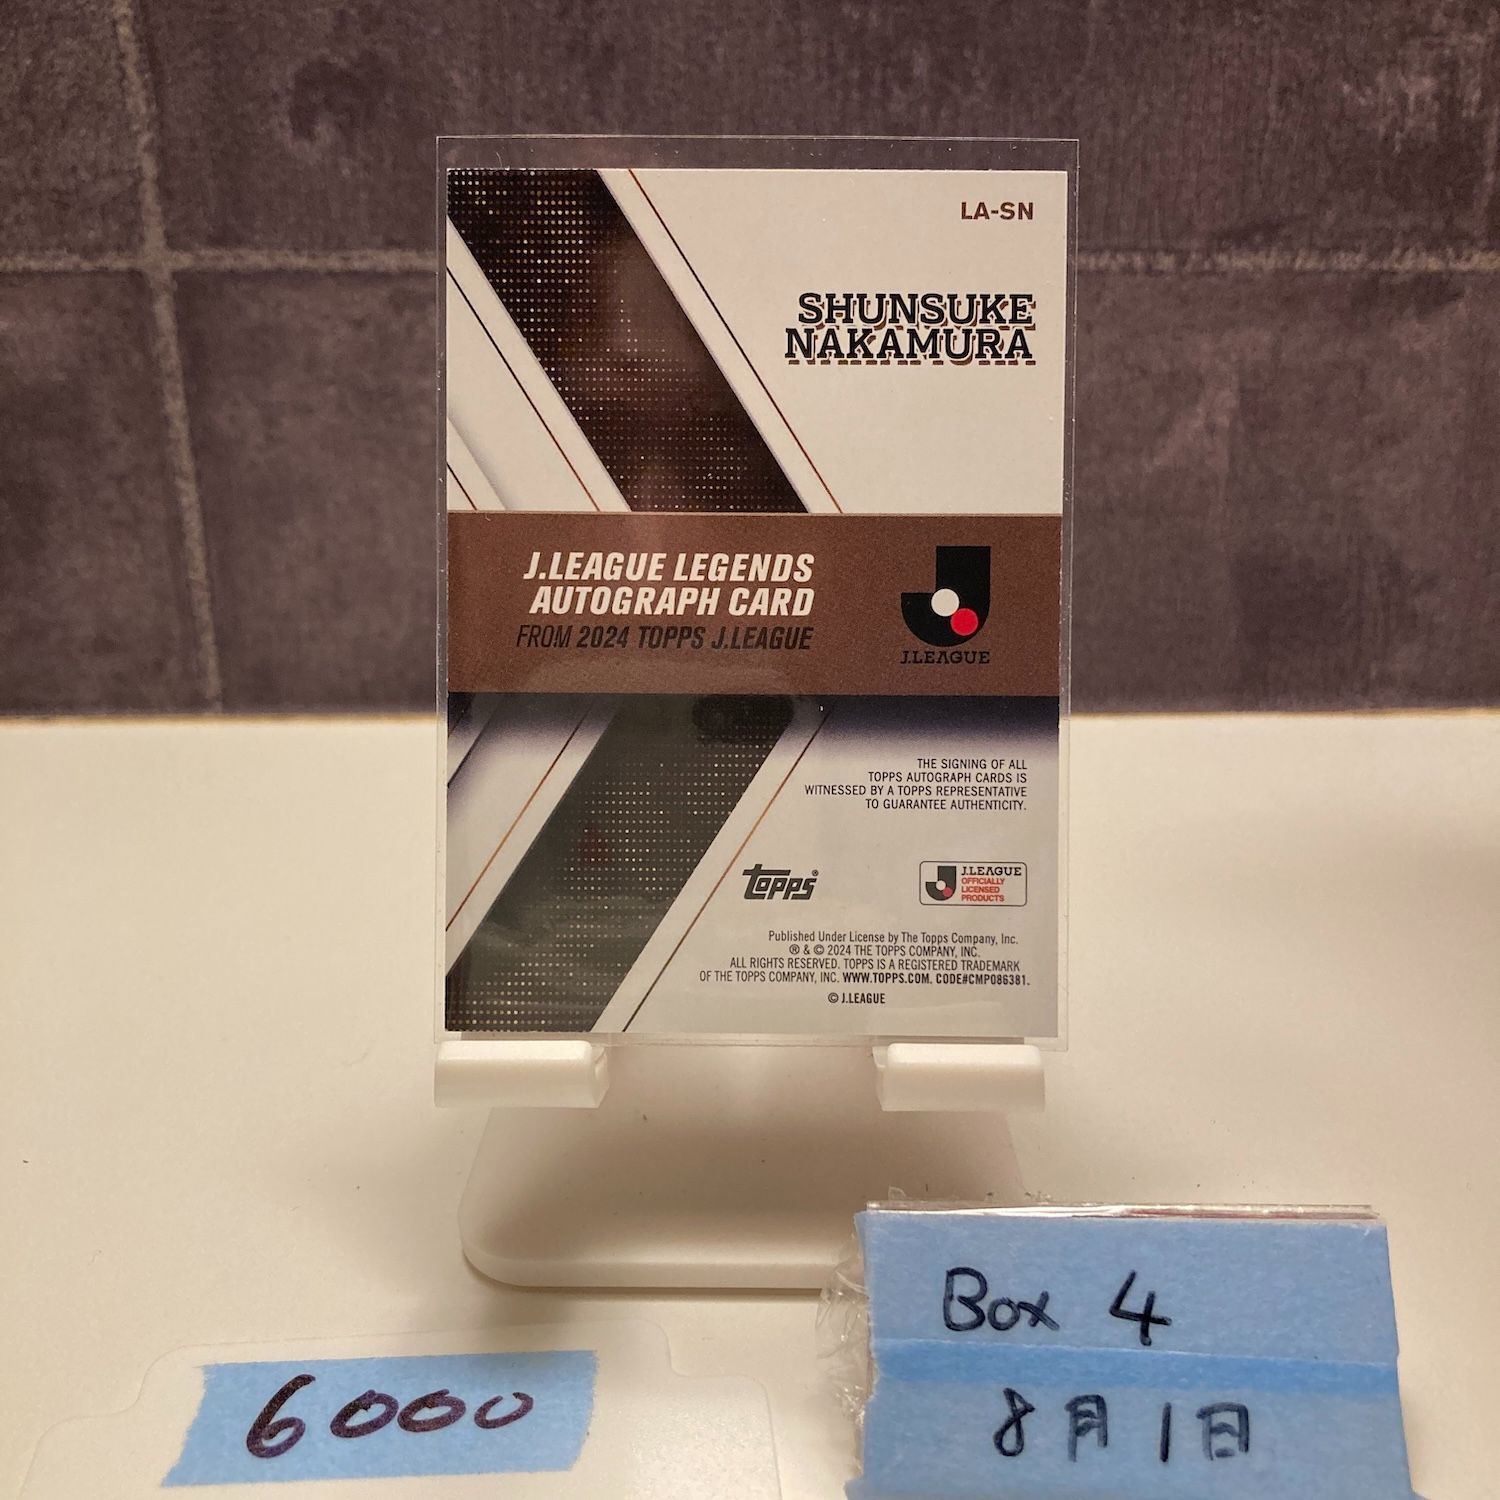 LA-SN
SHUNSUKE
NAKAMURA
J.LEAGUE LEGENDS
AUTOGRAPH CARD
FROM 2024 TOPPS J.LEAGUE
J.LEAGUE
THE SIGNING OF ALL
TOPPS AUTOGRAPH CARDS IS
WITNESSED BY A TOPPS REPRESENTATIVE
TO GUARANTEE AUTHENTICITY.
topps®
J.LEAGUE
OFFICIALLY
LICENSED
PRODUCTS
Published Under License by The Topps Company, Inc.
® & © 2024 THE TOPPS COMPANY, INC.
ALL RIGHTS RESERVED. TOPPS IS A REGISTERED TRADEMARK
OF THE TOPPS COMPANY, INC. WWW.TOPPS.COM. CODE#CMP086381.
© J.LEAGUE
Box 4
8月1日
6000